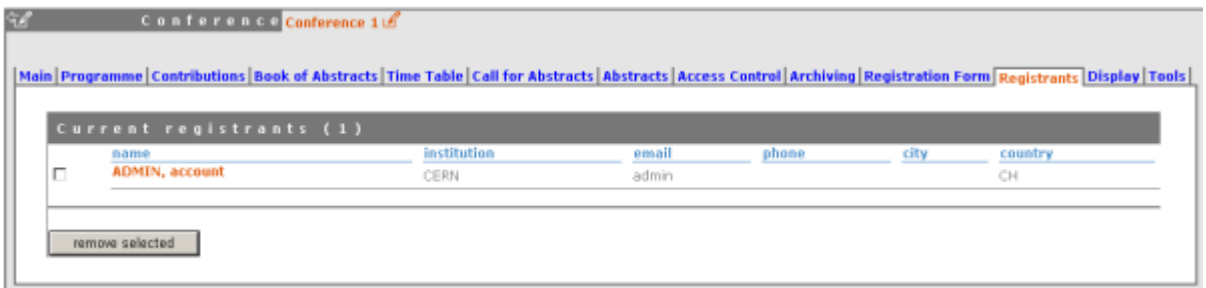 Conference Conference 1
Main Programme Contributions Book of Abstracts Time Table Call for Abstracts Abstracts Access Control Archiving Registration Form Registrants Display Tools
Current registrants (1)
name institution email phone city country
ADMIN, account CERN admin CH
remove selected